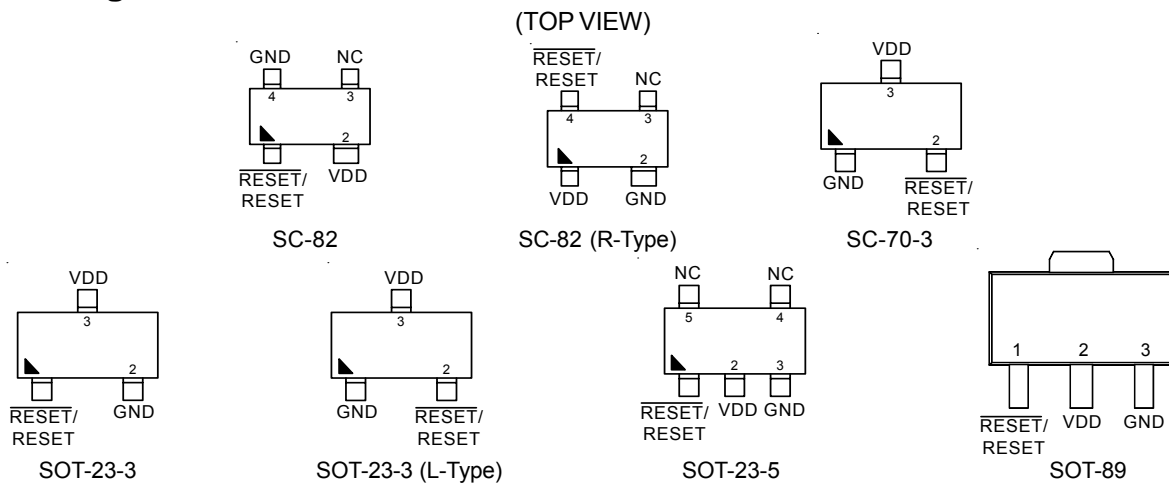 (TOP VIEW)
GND NC
4 3
2
RESET/
RESET
VDD
SC-82
RESET/
RESET
NC
4 3
2
VDD GND
SC-82 (R-Type)
VDD
3
2
GND
RESET/
RESET
SC-70-3
VDD
3
2
RESET/
RESET
GND
SOT-23-3
VDD
3
2
GND
RESET/
RESET
SOT-23-3 (L-Type)
NC NC
5 4
2 3
RESET/
RESET
VDD GND
SOT-23-5
1 2 3
RESET/
RESET
VDD GND
SOT-89